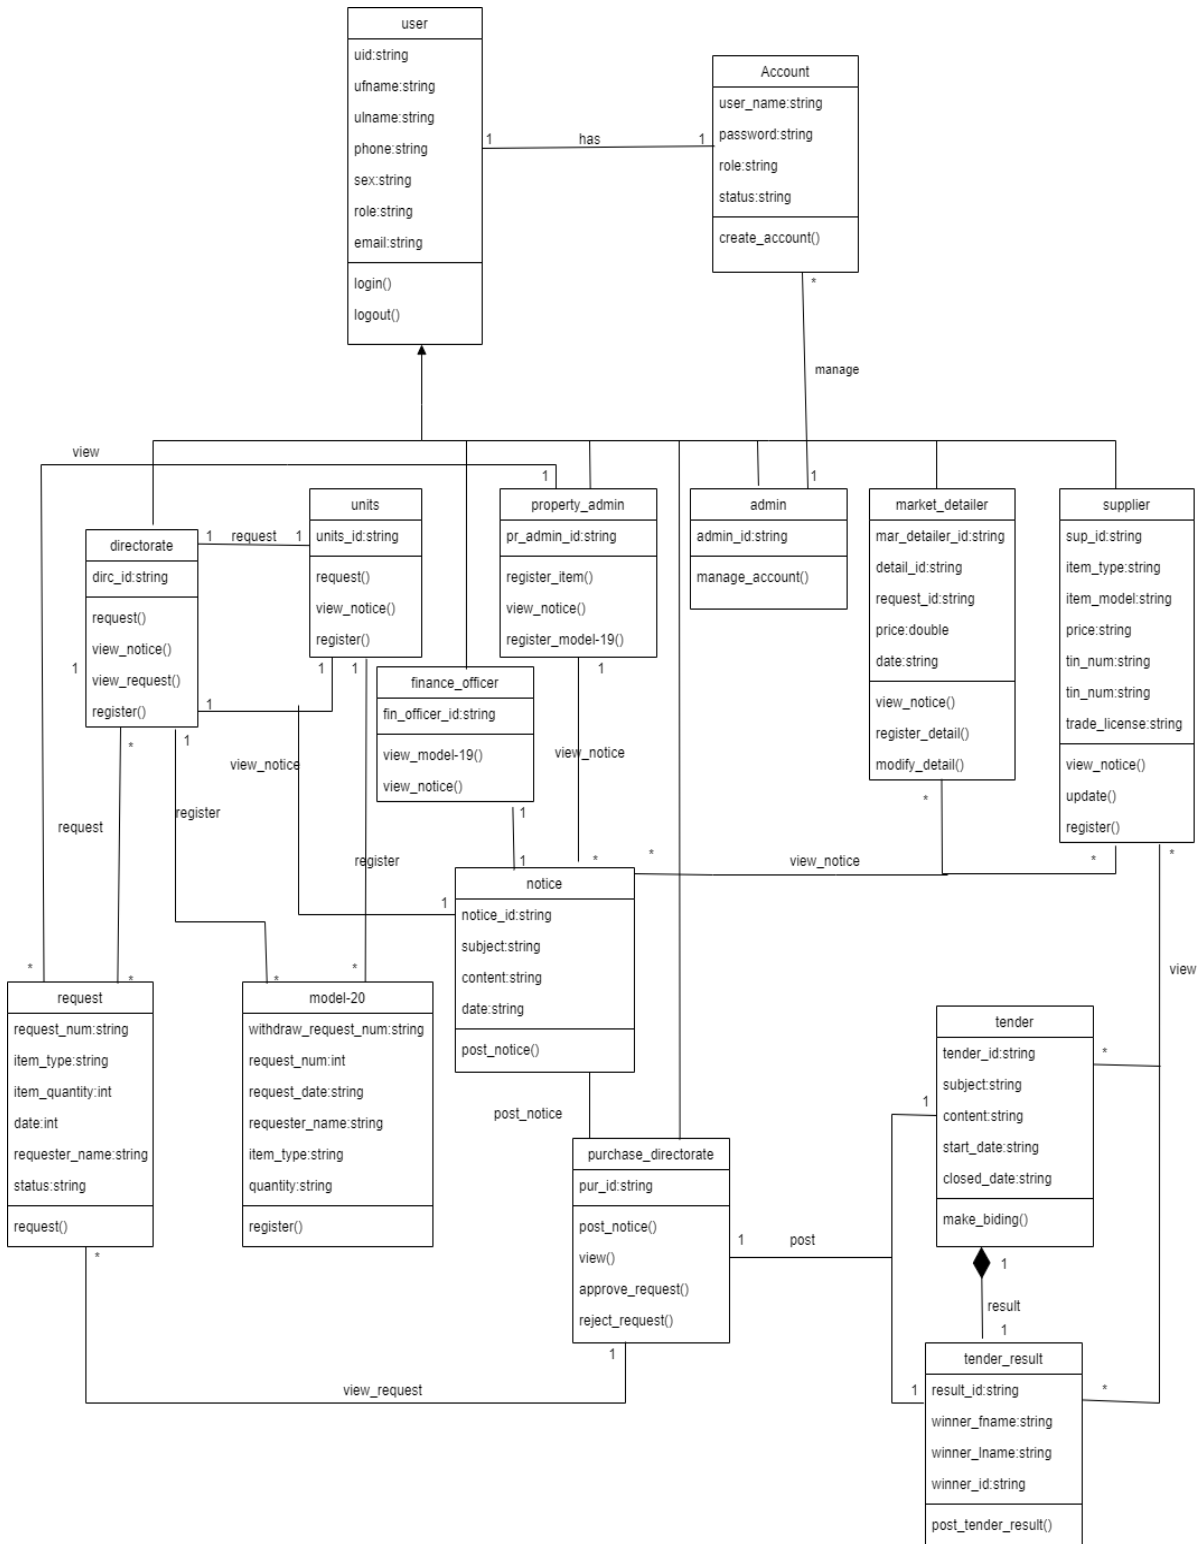 user
uid:string
ufname:string
ulname:string
phone:string
sex:string
role:string
email:string
login()
logout()
1
has
1
Account
user_name:string
password:string
role:string
status:string
create_account()
*
manage
1
view
1
directorate
dirc_id:string
request()
view_notice()
view_request()
register()
1
request
1
1
1
*
1
units
units_id:string
request()
view_notice()
register()
1
1
property_admin
pr_admin_id:string
register_item()
view_notice()
register_model-19()
1
finance_officer
fin_officer_id:string
view_model-19()
view_notice()
1
admin
admin_id:string
manage_account()
market_detailer
mar_detailer_id:string
detail_id:string
request_id:string
price:double
date:string
view_notice()
register_detail()
modify_detail()
*
supplier
sup_id:string
item_type:string
item_model:string
price:string
tin_num:string
tin_num:string
trade_license:string
view_notice()
update()
register()
*
*
view_notice
view_notice
view_notice
request
register
register
1
*
*
1
notice
notice_id:string
subject:string
content:string
date:string
post_notice()
post_notice
*
*
*
*
request
request_num:string
item_type:string
item_quantity:int
date:int
requester_name:string
status:string
request()
*
model-20
withdraw_request_num:string
request_num:int
request_date:string
requester_name:string
item_type:string
quantity:string
register()
purchase_directorate
pur_id:string
post_notice()
view()
approve_request()
reject_request()
1
view_request
1
post
view
1
*
tender
tender_id:string
subject:string
content:string
start_date:string
closed_date:string
make_biding()
1
result
1
1
*
tender_result
result_id:string
winner_fname:string
winner_lname:string
winner_id:string
post_tender_result()